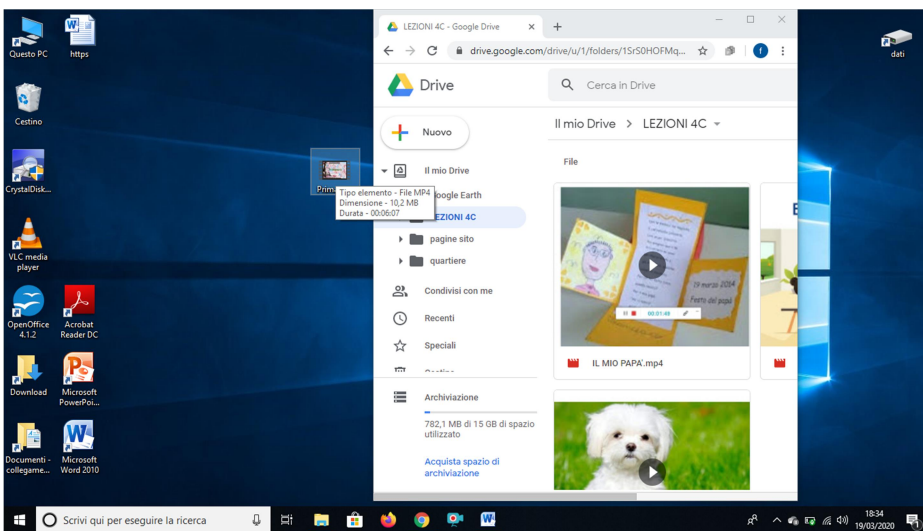 LEZIONI 4C - Google Drive
drive.google.com/drive/u/1/folders/1SrS0HOFMq...
Questo PC
https
dati
Drive
Cerca in Drive
Cestino
Nuovo
Il mio Drive > LEZIONI 4C
CrystalDisk...
Il mio Drive
File
Tipo elemento - File MP4
Dimensione - 10,2 MB
Durata - 00:06:07
LEZIONI 4C
pagine sito
quartiere
VLC media
player
Condivisi con me
19 marzo 2014
Festa del papà
00:01:48
Recenti
OpenOffice
4.1.2
Acrobat
Reader DC
Speciali
IL MIO PAPA'.mp4
Download
Microsoft
PowerPoi...
Archiviazione
782,1 MB di 15 GB di spazio
utilizzato
Acquista spazio di
archiviazione
Documenti -
collegame...
Microsoft
Word 2010
Scrivi qui per eseguire la ricerca
18:34
19/03/2020